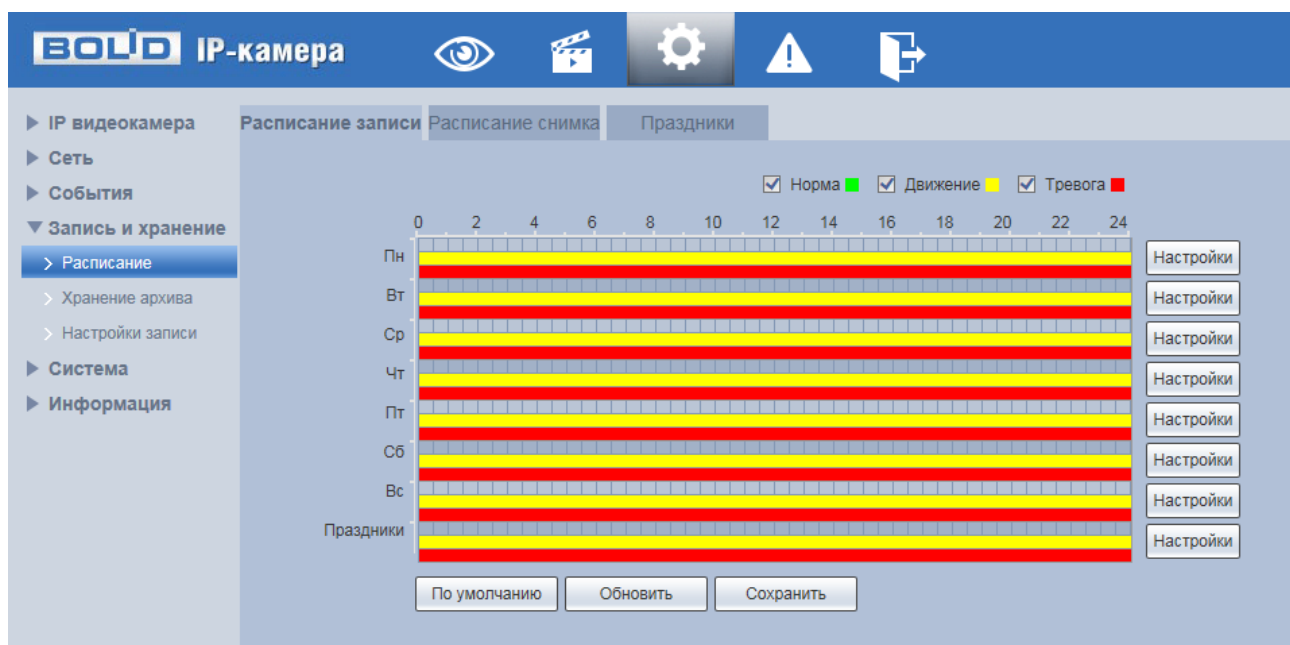 BOLID IP-камера
IP видеокамера
Сеть
События
Запись и хранение
Расписание
Хранение архива
Настройки записи
Система
Информация
Расписание записи Расписание снимка Праздники
Норма Движение Тревога
0 2 4 6 8 10 12 14 16 18 20 22 24
Пн Настройки
Вт Настройки
Ср Настройки
Чт Настройки
Пт Настройки
Сб Настройки
Вс Настройки
Праздники Настройки
По умолчанию Обновить Сохранить